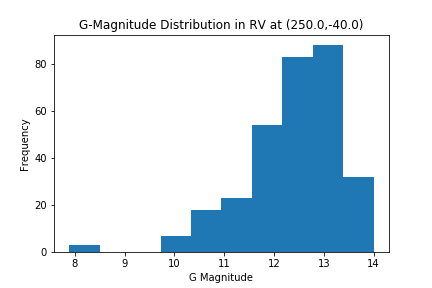 G-Magnitude Distribution in RV at (250.0,-40.0)
80
60
40
20
0
Frequency
8 9 10 11 12 13 14
G Magnitude